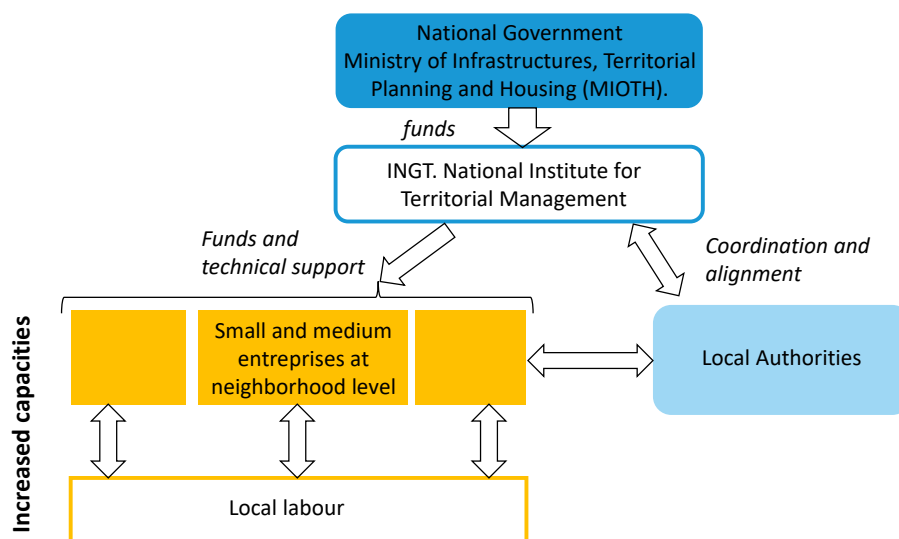 National Government
Ministry of Infrastructures, Territorial
Planning and Housing (MIOTH).
funds
INGT. National Institute for
Territorial Management
Funds and
technical support
Coordination and
alignment
Increased capacities
Small and medium
entreprises at
neighborhood level
Local Authorities
Local labour